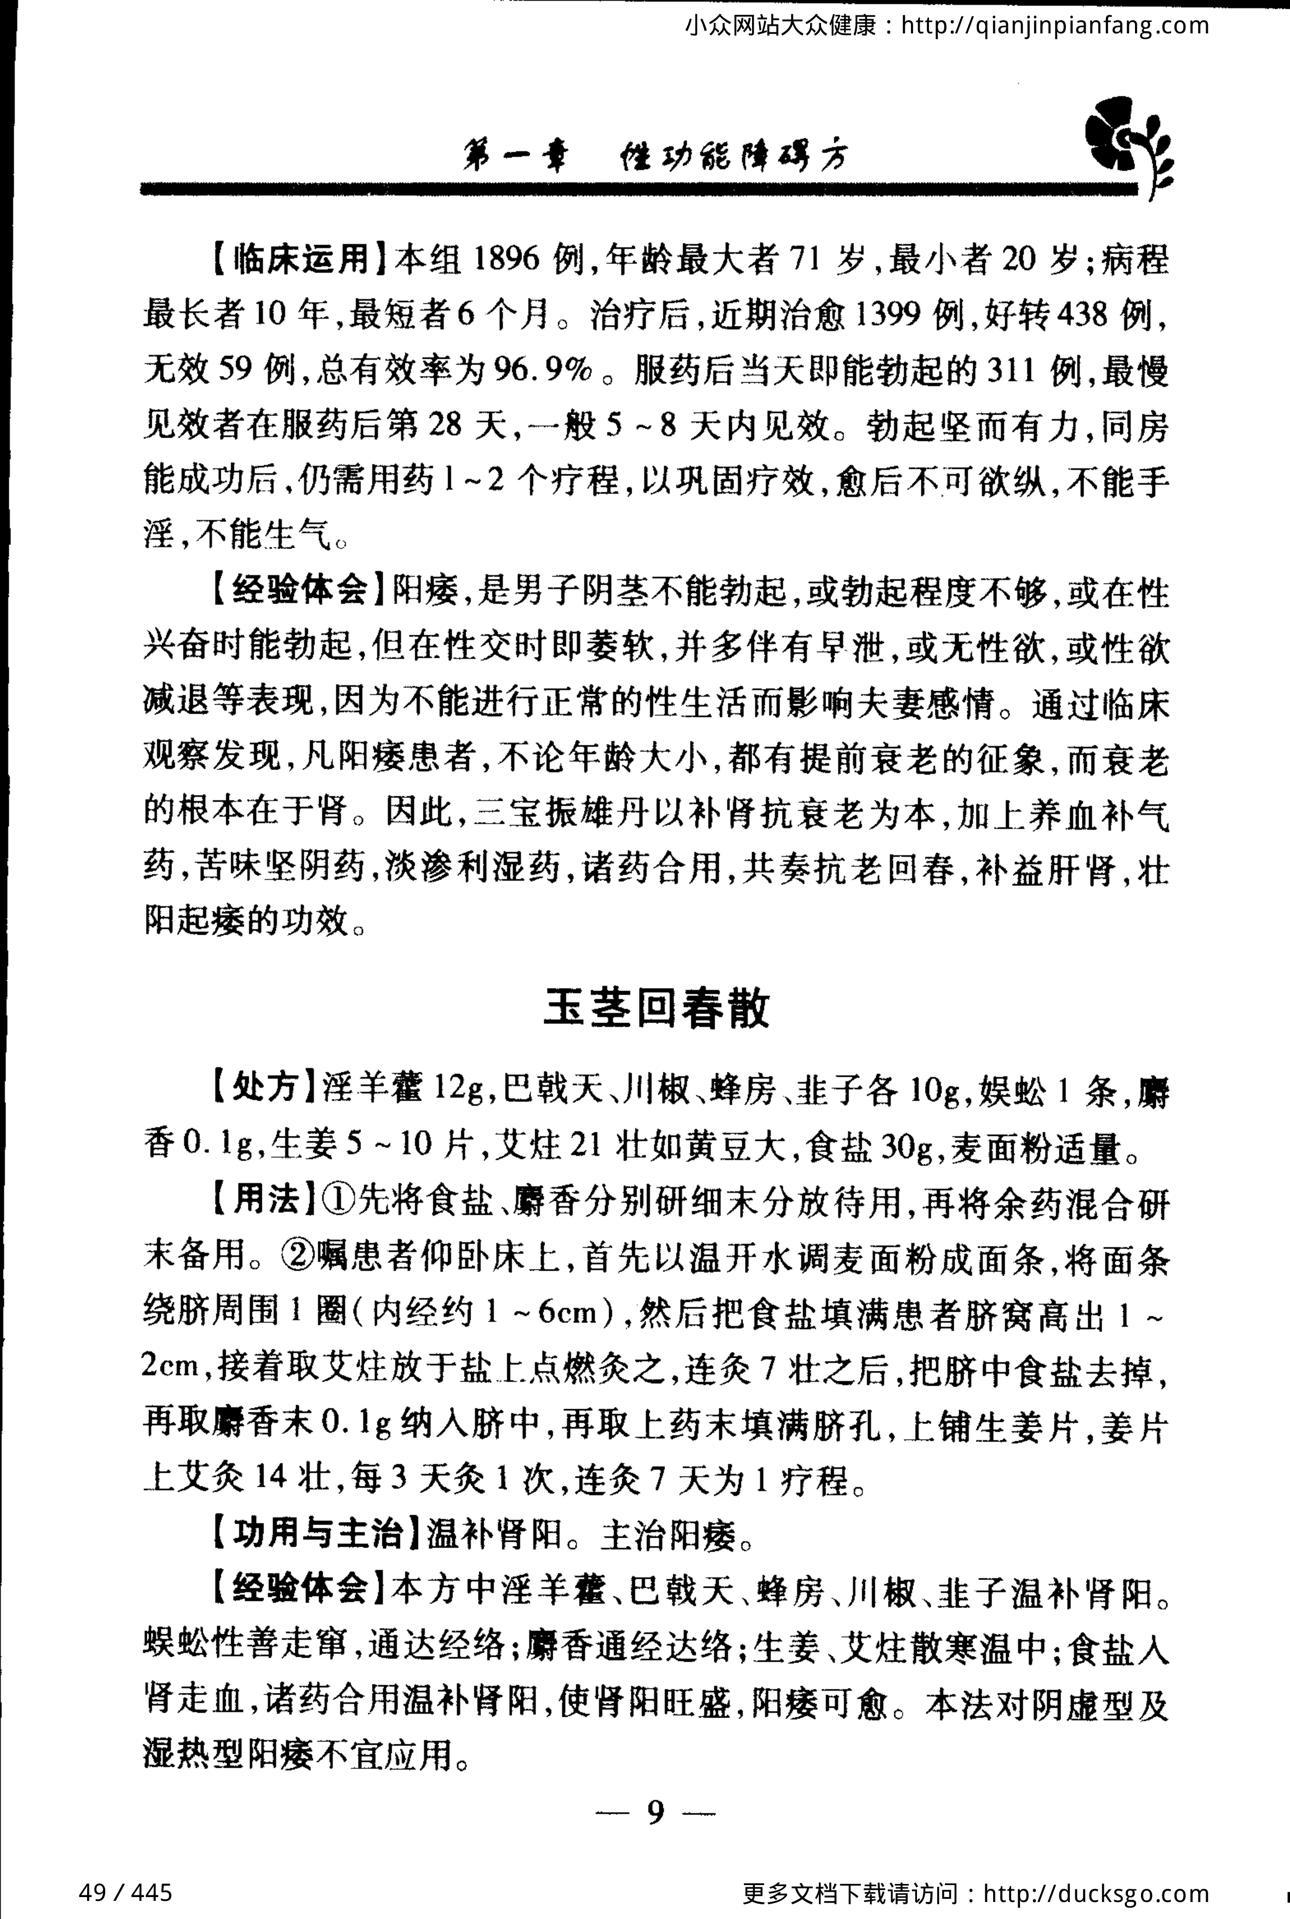 小众网站大众健康：http://qianjinpianfang.com
第一章 性功能障碍方
【临床运用】本组 1896 例,年龄最大者 71 岁,最小者 20 岁;病程
最长者 10 年,最短者 6 个月。治疗后,近期治愈 1399 例,好转 438 例,
无效 59 例,总有效率为 96.9%。服药后当天即能勃起的 311 例,最慢
见效者在服药后第 28 天,一般 5 ~ 8 天内见效。勃起坚而有力,同房
能成功后,仍需用药 1 ~ 2 个疗程,以巩固疗效,愈后不可欲纵,不能手
淫,不能生气。
【经验体会】阳痿,是男子阴茎不能勃起,或勃起程度不够,或在性
兴奋时能勃起,但在性交时即萎软,并多伴有早泄,或无性欲,或性欲
减退等表现,因为不能进行正常的性生活而影响夫妻感情。通过临床
观察发现,凡阳痿患者,不论年龄大小,都有提前衰老的征象,而衰老
的根本在于肾。因此,三宝振雄丹以补肾抗衰老为本,加上养血补气
药,苦味坚阴药,淡渗利湿药,诸药合用,共奏抗老回春,补益肝肾,壮
阳起痿的功效。
玉茎回春散
【处方】淫羊藿 12g,巴戟天、川椒、蜂房、韭子各 10g,蜈蚣 1 条,麝
香 0.1g,生姜 5 ~ 10 片,艾炷 21 壮如黄豆大,食盐 30g,麦面粉适量。
【用法】①先将食盐、麝香分别研细末分放待用,再将余药混合研
末备用。②嘱患者仰卧床上,首先以温开水调麦面粉成面条,将面条
绕脐周围 1 圈(内经约 1 ~ 6cm),然后把食盐填满患者脐窝高出 1 ~
2cm,接着取艾炷放于盐上点燃灸之,连灸 7 壮之后,把脐中食盐去掉,
再取麝香末 0.1g 纳入脐中,再取上药末填满脐孔,上铺生姜片,姜片
上艾灸 14 壮,每 3 天灸 1 次,连灸 7 天为 1 疗程。
【功用与主治】温补肾阳。主治阳痿。
【经验体会】本方中淫羊藿、巴戟天、蜂房、川椒、韭子温补肾阳。
蜈蚣性善走窜,通达经络;麝香通经达络;生姜、艾炷散寒温中;食盐入
肾走血,诸药合用温补肾阳,使肾阳旺盛,阳痿可愈。本法对阴虚型及
湿热型阳痿不宜应用。
— 9 —
49 / 445
更多文档下载请访问：http://ducksgo.com